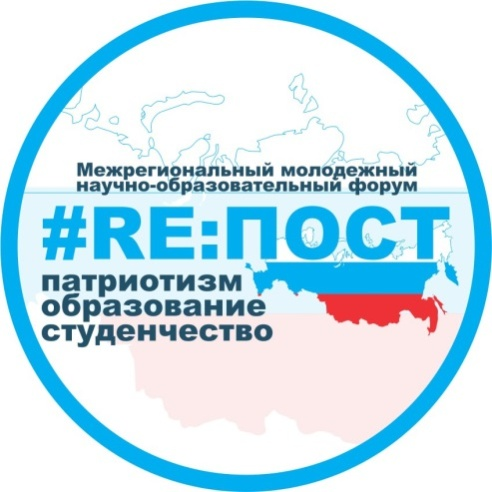 Межрегиональный молодежный
научно-образовательный форум
#RE:ПОСТ
патриотизм
образование
студенчество